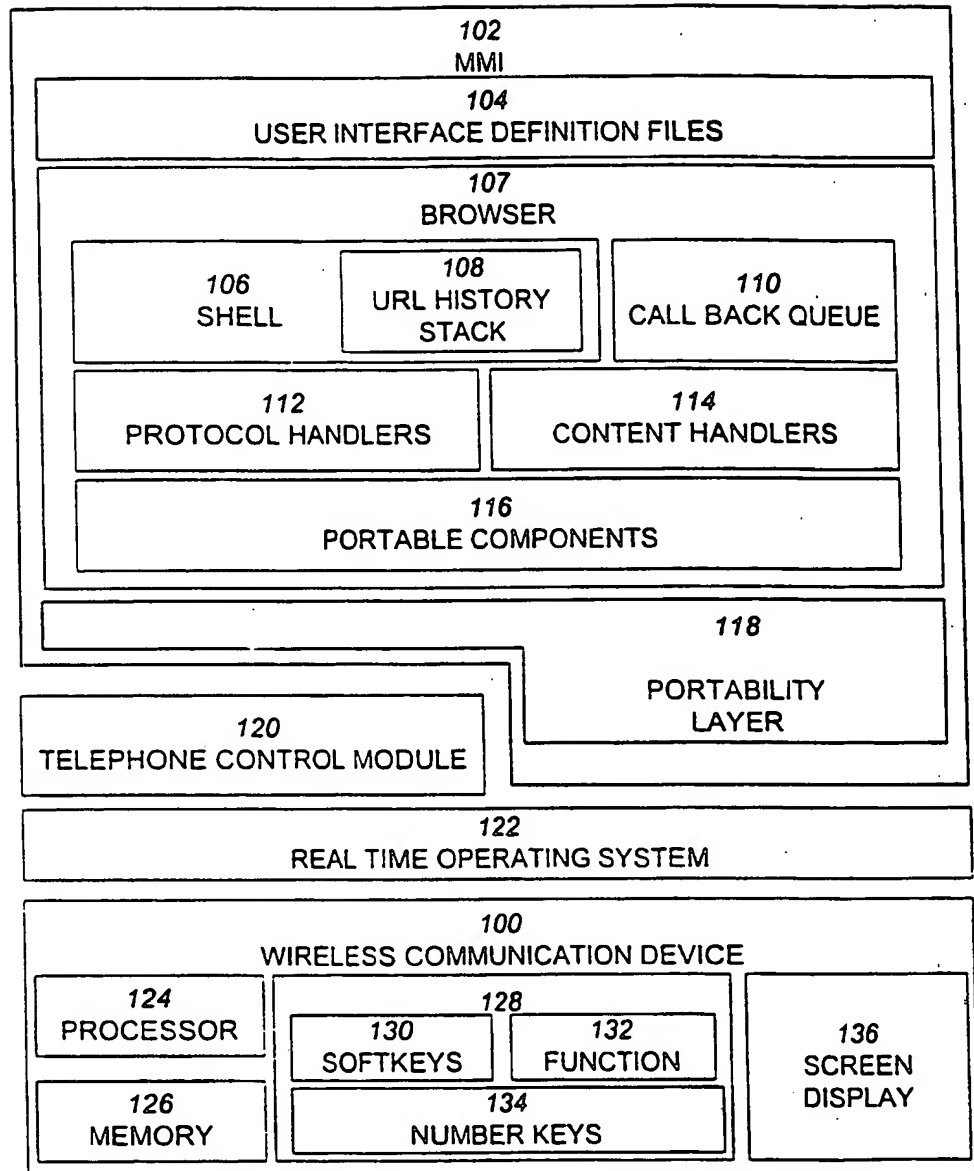 102
MMI
104
USER INTERFACE DEFINITION FILES
107
BROWSER
106
SHELL
108
URL HISTORY
STACK
110
CALL BACK QUEUE
112
PROTOCOL HANDLERS
114
CONTENT HANDLERS
116
PORTABLE COMPONENTS
118
PORTABILITY
LAYER
120
TELEPHONE CONTROL MODULE
122
REAL TIME OPERATING SYSTEM
100
WIRELESS COMMUNICATION DEVICE
124
PROCESSOR
126
MEMORY
128
130
SOFTKEYS
132
FUNCTION
134
NUMBER KEYS
136
SCREEN
DISPLAY